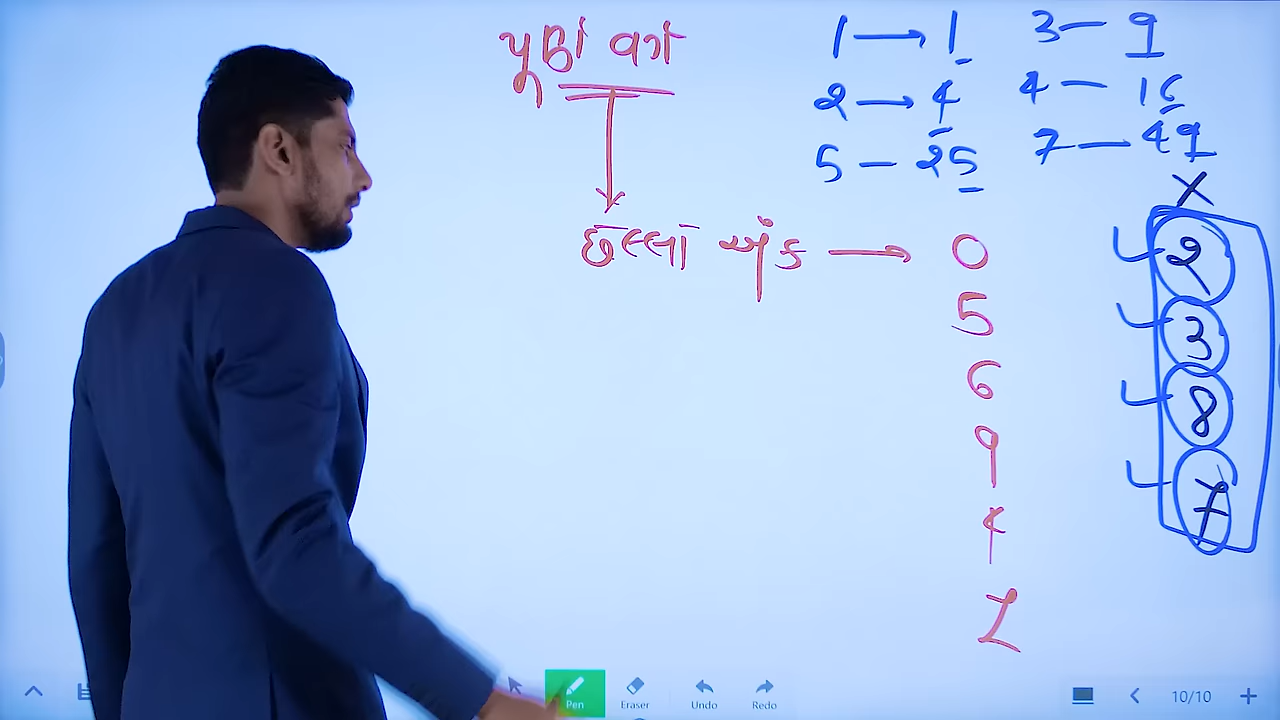 પૂર્ણ વર્ગ
1 → 1
3 — 9
2 → 4
4 — 16
5 — 25
7 — 49
X
છેલ્લો અંક → 0
5
6
9
4
1
2
3
8
7
Pen
Eraser
Undo
Redo
10/10